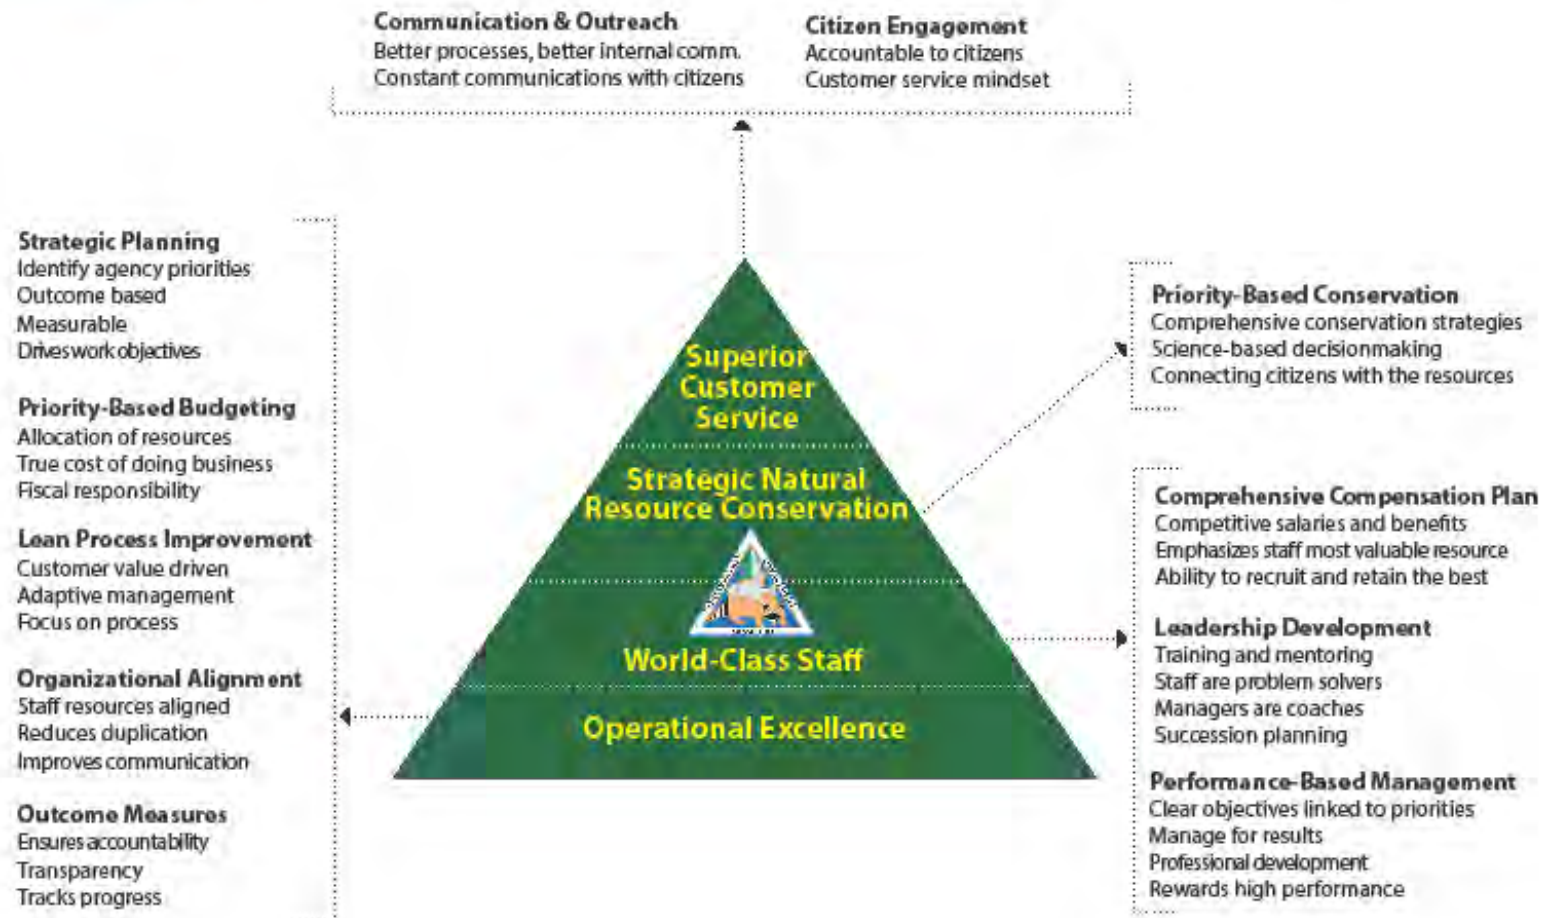 Communication & Outreach
Better processes, better internal comm.
Constant communications with citizens
Citizen Engagement
Accountable to citizens
Customer service mindset
Strategic Planning
Identify agency priorities
Outcome based
Measurable
Drives work objectives
Priority-Based Budgeting
Allocation of resources
True cost of doing business
Fiscal responsibility
Lean Process Improvement
Customer value driven
Adaptive management
Focus on process
Organizational Alignment
Staff resources aligned
Reduces duplication
Improves communication
Outcome Measures
Ensures accountability
Transparency
Tracks progress
Superior
Customer
Service
Strategic Natural
Resource Conservation
World-Class Staff
Operational Excellence
Priority-Based Conservation
Comprehensive conservation strategies
Science-based decisionmaking
Connecting citizens with the resources
Comprehensive Compensation Plan
Competitive salaries and benefits
Emphasizes staff most valuable resource
Ability to recruit and retain the best
Leadership Development
Training and mentoring
Staff are problem solvers
Managers are coaches
Succession planning
Performance-Based Management
Clear objectives linked to priorities
Manage for results
Professional development
Rewards high performance